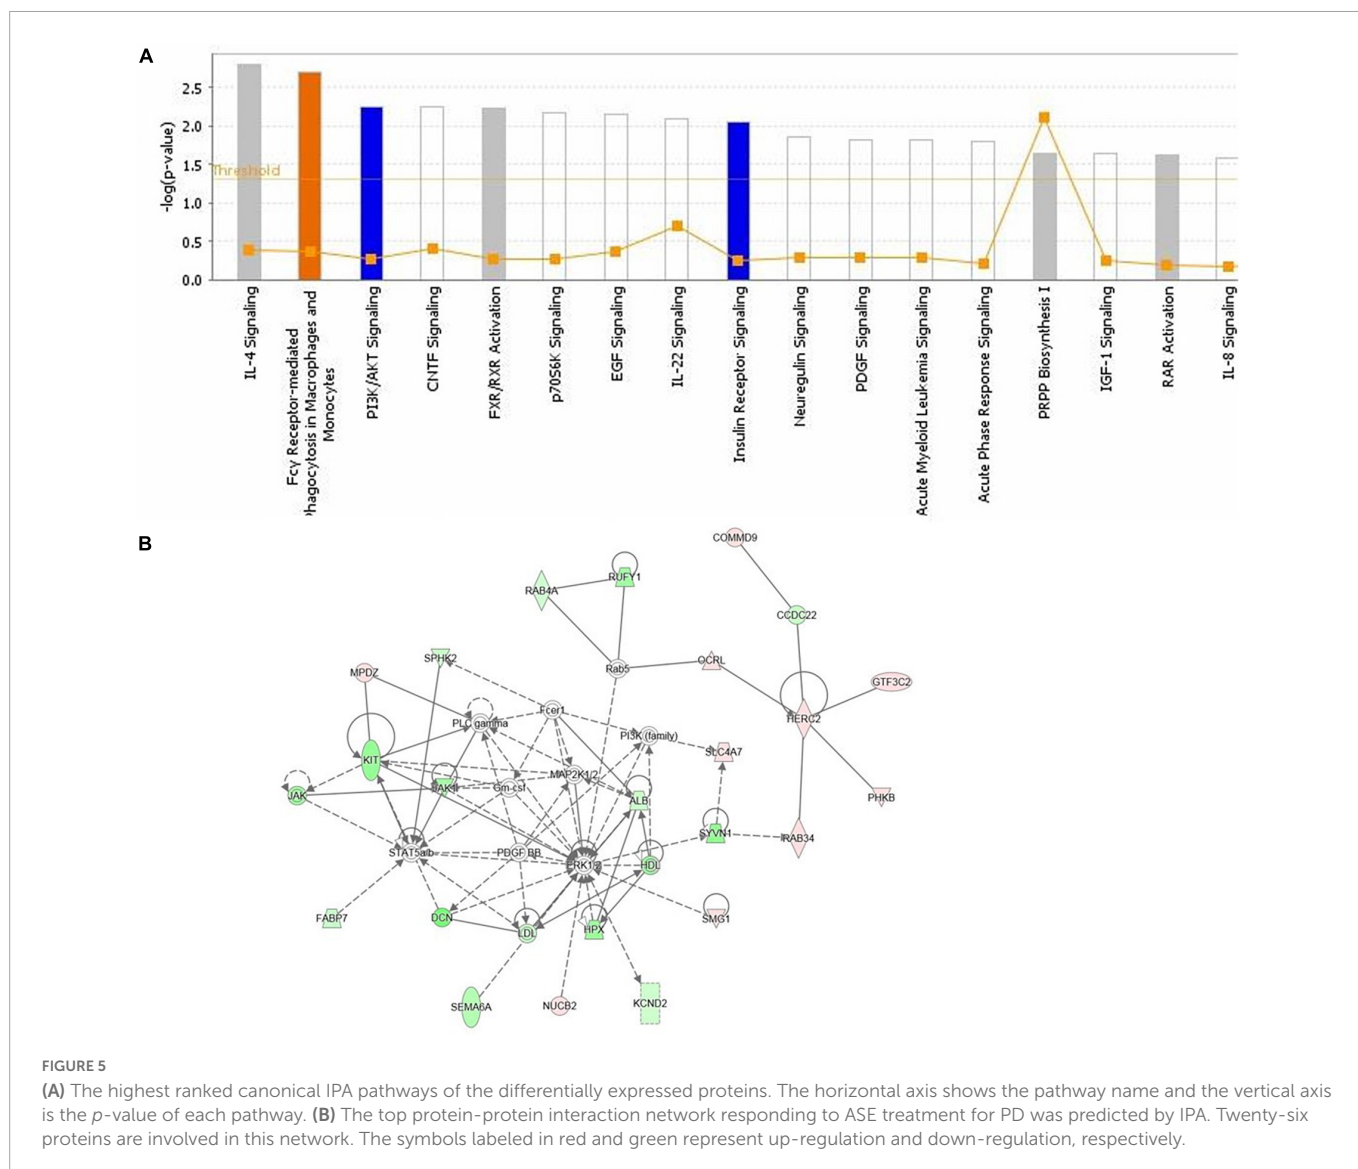 A
-log(p-value)
2.5
2.0
1.5
1.0
0.5
0.0
Threshold
IL-4 Signaling
Fcy Receptor-mediated
Phagocytosis in Macrophages and
Monocytes
PI3K/AKT Signaling
CNTF Signaling
FXR/RXR Activation
p70S6K Signaling
EGF Signaling
IL-22 Signaling
Insulin Receptor Signaling
Neuregulin Signaling
PDGF Signaling
Acute Myeloid Leukemia Signaling
Acute Phase Response Signaling
PRPP Biosynthesis I
IGF-1 Signaling
RAR Activation
IL-8 Signaling
B
COMMD9
RUFY1
RAB4A
CCDC22
SPHK2
OCRL
Rab5
MPDZ
GTF3C2
Fcer1
HERC2
PLC gamma
PI3K (family)
SLC4A7
KIT
MAP2K1/2
JAK
Gm-csf
PHKB
ALB
SYVN1
RAB34
STAT5a/b
PDGF BB
ERK1/2
HDL
FABP7
DCN
SMG1
LDL
HPX
SEMA6A
NUCB2
KCND2
FIGURE 5
(A) The highest ranked canonical IPA pathways of the differentially expressed proteins. The horizontal axis shows the pathway name and the vertical axis
is the p-value of each pathway. (B) The top protein-protein interaction network responding to ASE treatment for PD was predicted by IPA. Twenty-six
proteins are involved in this network. The symbols labeled in red and green represent up-regulation and down-regulation, respectively.